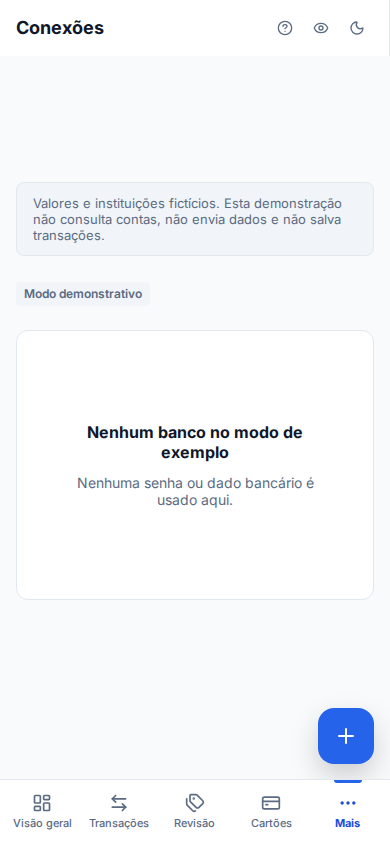 Conexões
Valores e instituições fictícios. Esta demonstração
não consulta contas, não envia dados e não salva
transações.
Modo demonstrativo
Nenhum banco no modo de
exemplo
Nenhuma senha ou dado bancário é
usado aqui.
Visão geral
Transações
Revisão
Cartões
Mais